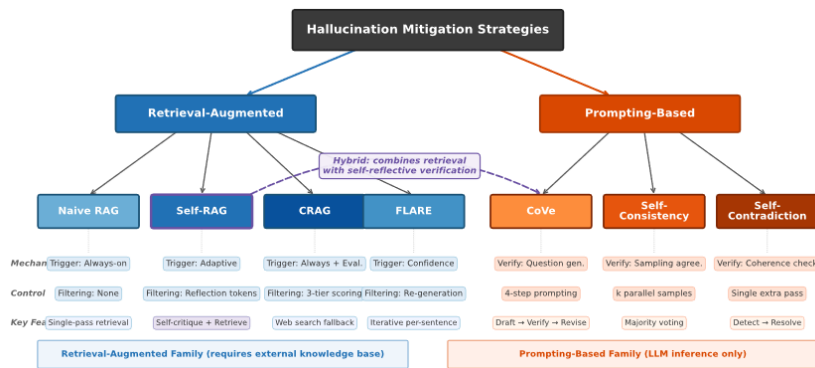 Hallucination Mitigation Strategies
Retrieval-Augmented
Prompting-Based
Hybrid: combines retrieval
with self-reflective verification
Naive RAG
Self-RAG
CRAG
FLARE
CoVe
Self-
Consistency
Self-
Contradiction
Mechan
Trigger: Always-on
Trigger: Adaptive
Trigger: Always + Eval.
Trigger: Confidence
Verify: Question gen.
Verify: Sampling agree.
Verify: Coherence check
Control
Filtering: None
Filtering: Reflection tokens
Filtering: 3-tier scoring
Filtering: Re-generation
4-step prompting
k parallel samples
Single extra pass
Key Fea
Single-pass retrieval
Self-critique + Retrieve
Web search fallback
Iterative per-sentence
Draft → Verify → Revise
Majority voting
Detect → Resolve
Retrieval-Augmented Family (requires external knowledge base)
Prompting-Based Family (LLM inference only)